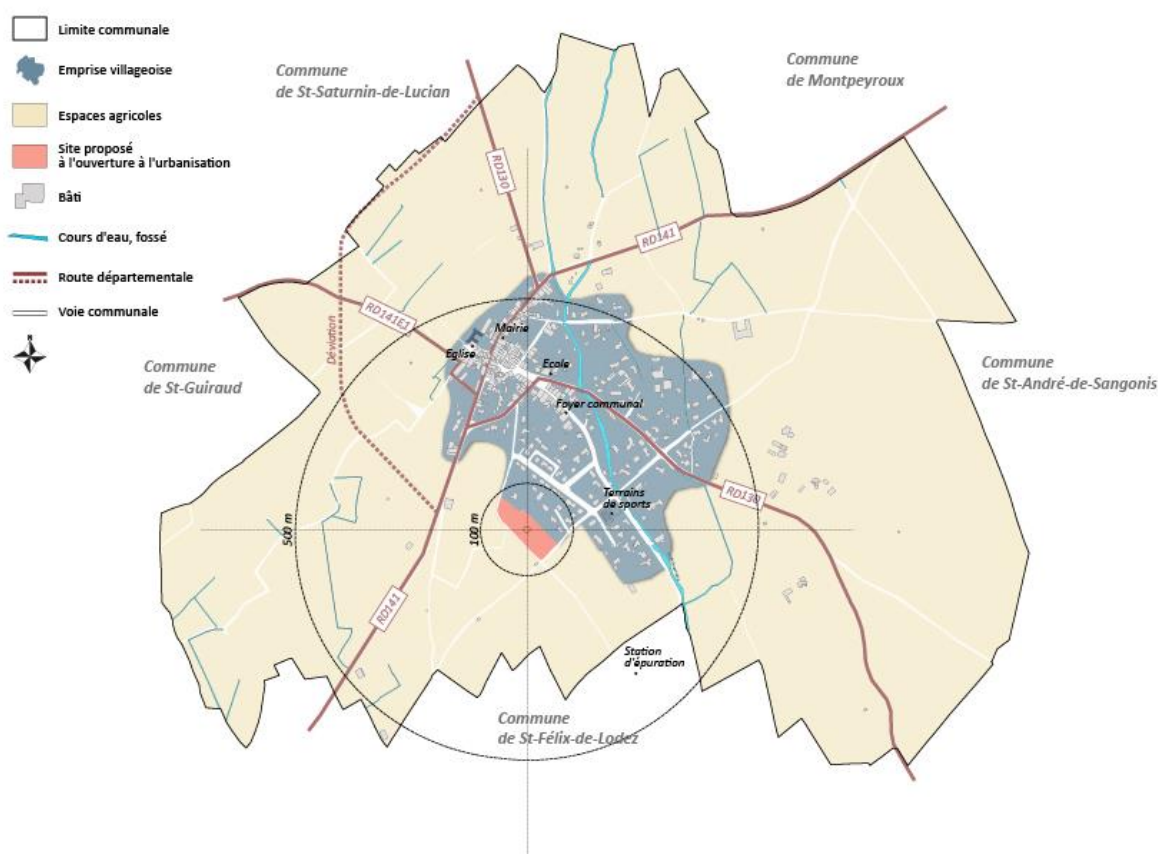 Limite communale
Emprise villageoise
Espaces agricoles
Site proposé
à l'ouverture à l'urbanisation
Bâti
Cours d'eau, fossé
Route départementale
Voie communale
Commune
de St-Saturnin-de-Lucian
Commune
de Montpeyroux
RD130
RD141
RD141E1
Déviation
Mairie
Eglise
Ecole
Foyer communal
Commune
de St-Guiraud
Commune
de St-André-de-Sangonis
Terrains
de sports
RD130
500 m
100 m
RD141
Station
d'épuration
Commune
de St-Félix-de-Lodez